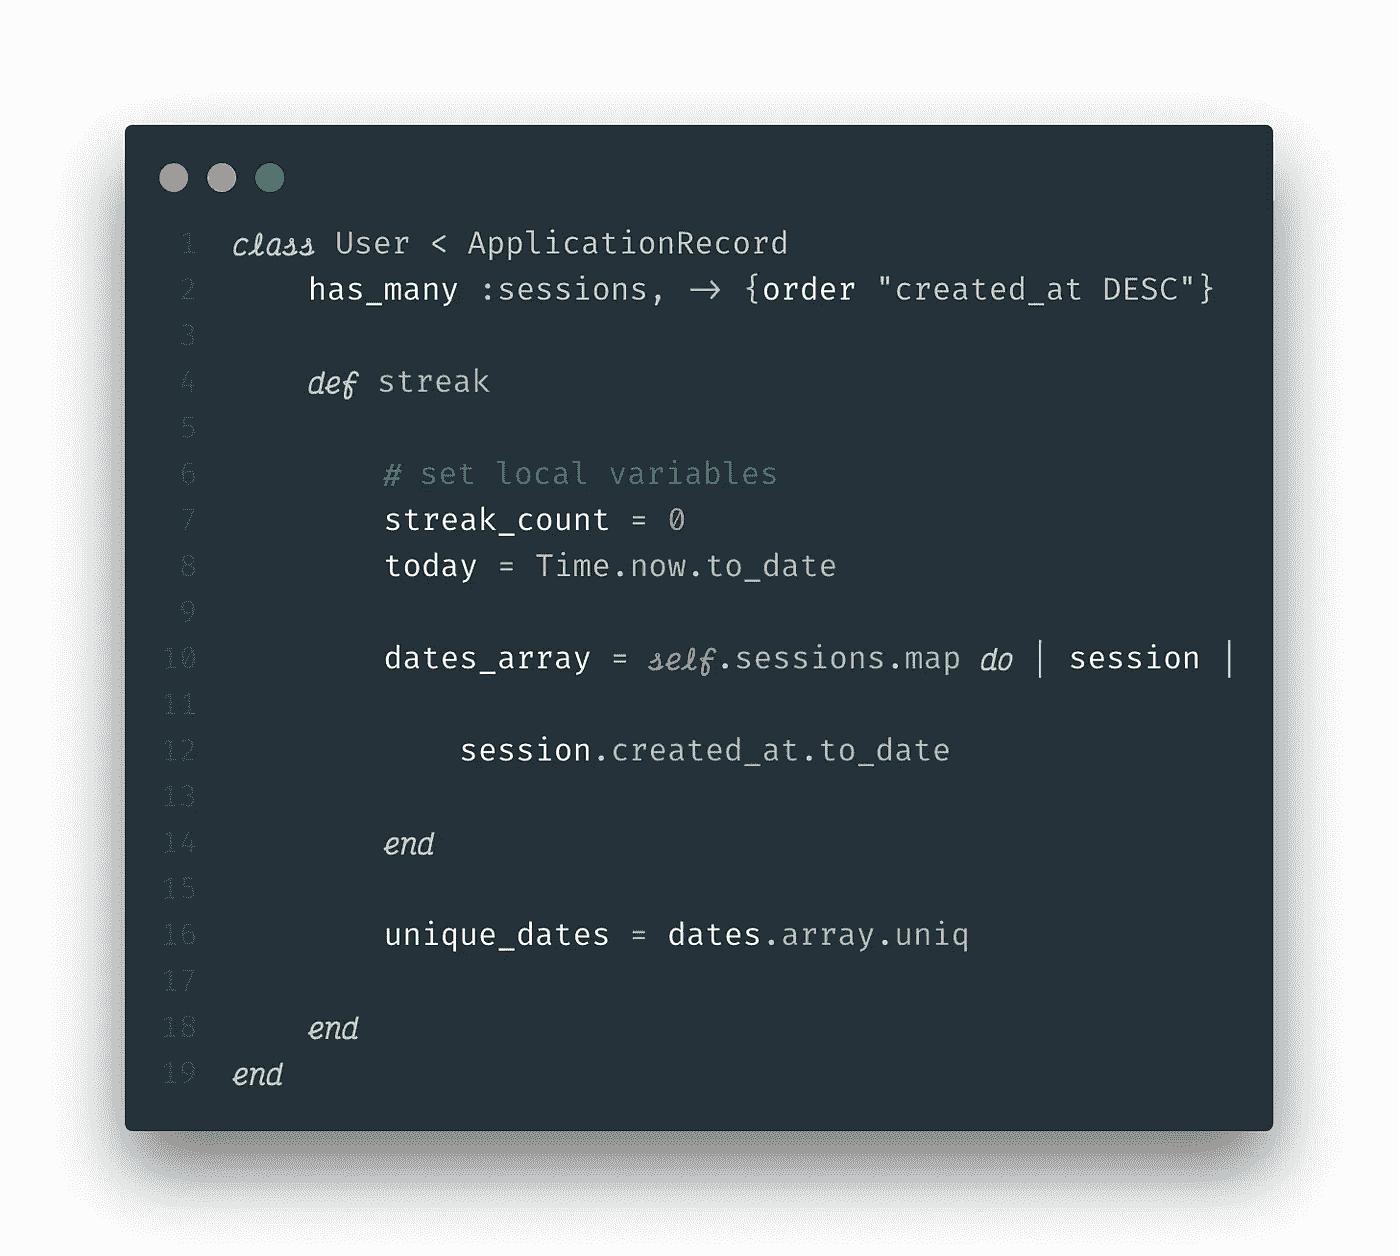 1 class User < ApplicationRecord
2 has_many :sessions, -> {order "created_at DESC"}
3
4 def streak
5
6 # set local variables
7 streak_count = 0
8 today = Time.now.to_date
9
10 dates_array = self.sessions.map do | session |
11
12 session.created_at.to_date
13
14 end
15
16 unique_dates = dates.array.uniq
17
18 end
19 end